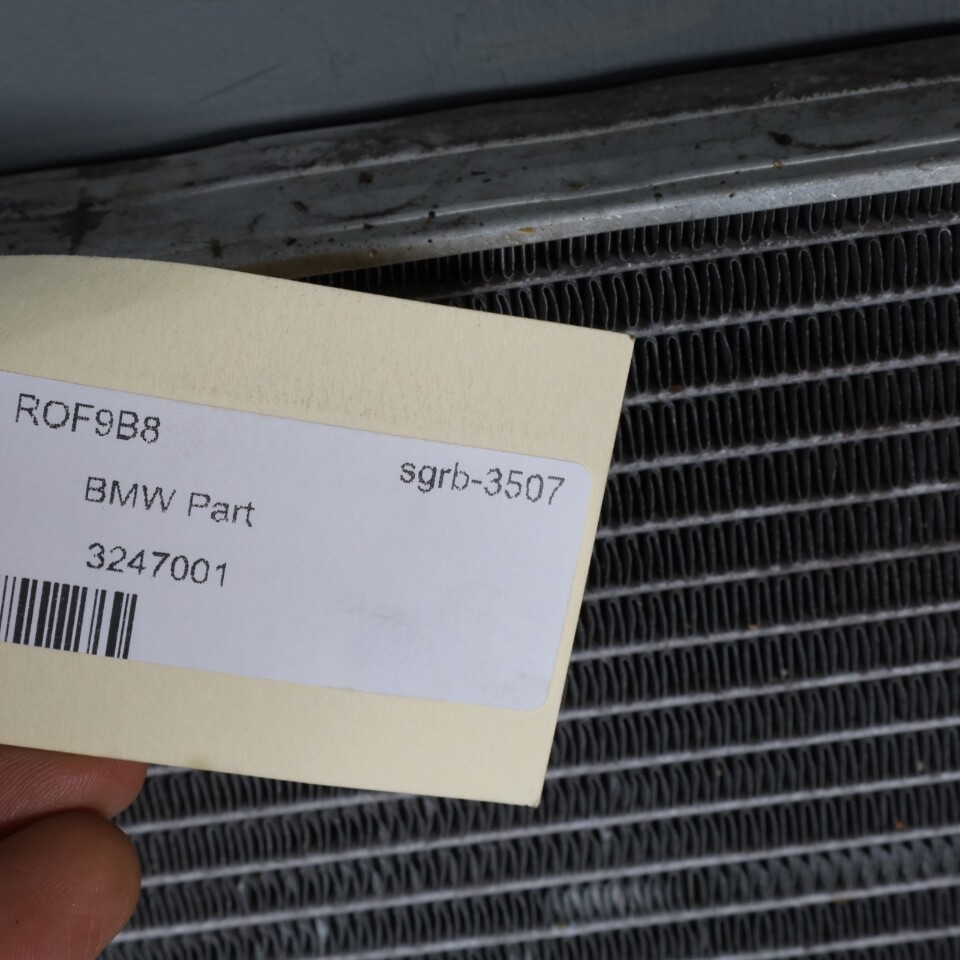 ROF9B8
sgrb-3507
BMW Part
3247001